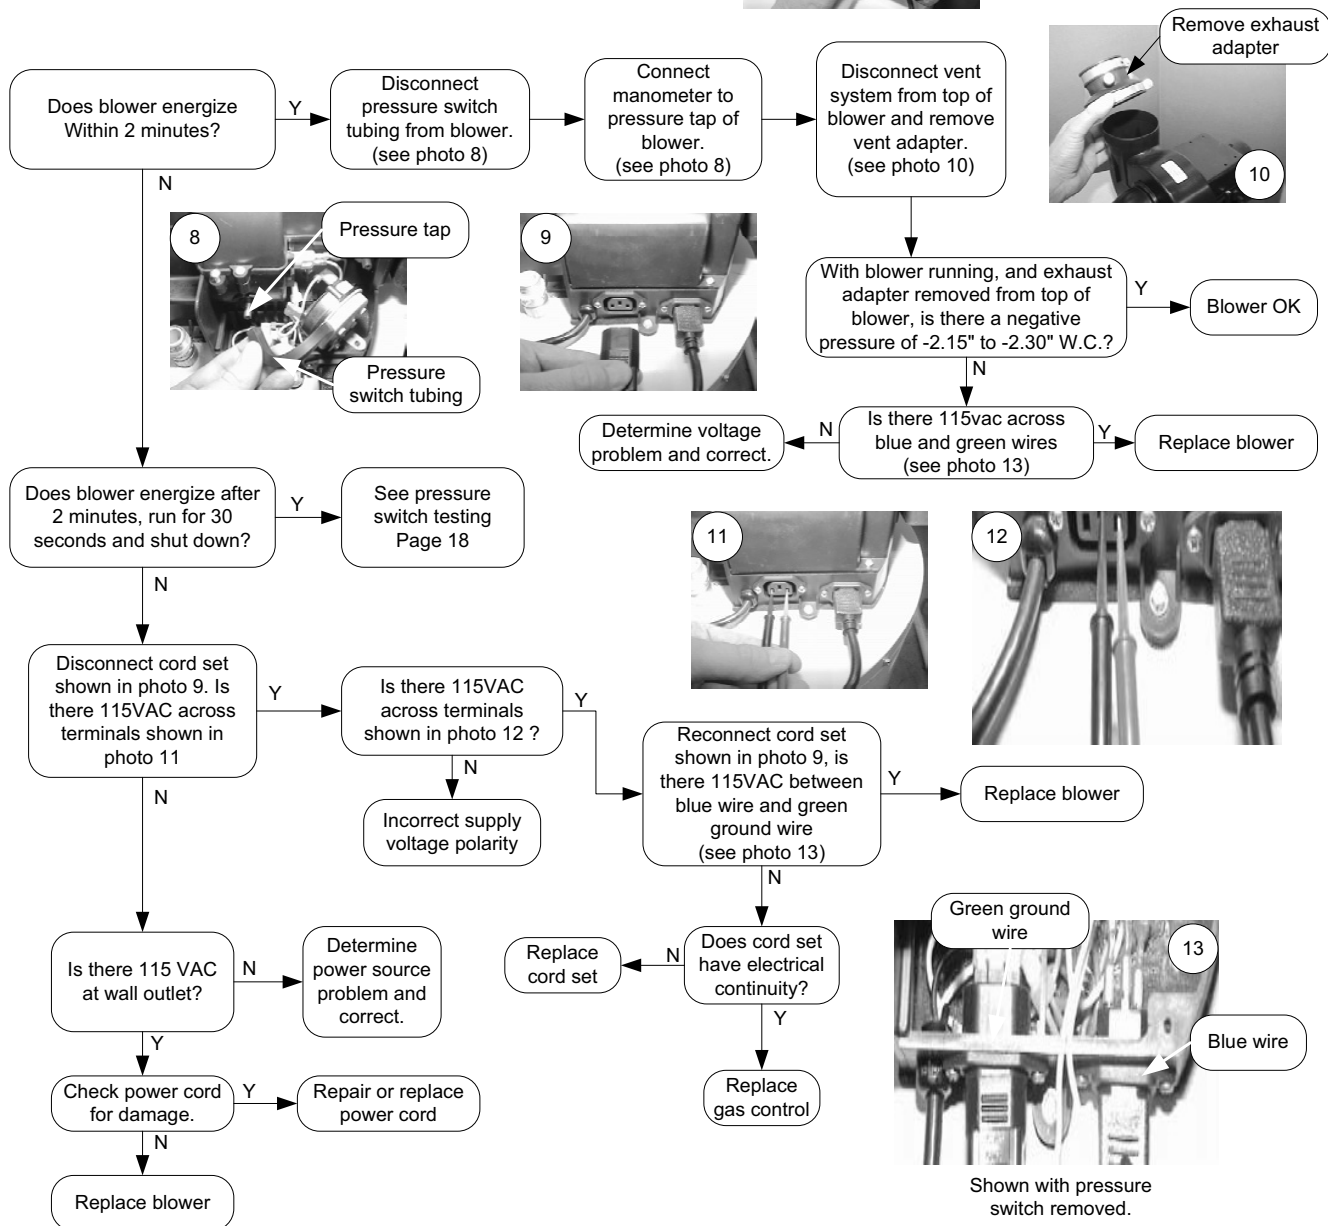 Remove exhaust
adapter
Does blower energize
Within 2 minutes?
Y
Disconnect
pressure switch
tubing from blower.
(see photo 8)
Connect
manometer to
pressure tap of
blower.
(see photo 8)
Disconnect vent
system from top of
blower and remove
vent adapter.
(see photo 10)
10
N
8
Pressure tap
Pressure
switch tubing
9
With blower running, and exhaust
adapter removed from top of
blower, is there a negative
pressure of -2.15" to -2.30" W.C.?
Y
Blower OK
N
Is there 115vac across
blue and green wires
(see photo 13)
N
Determine voltage
problem and correct.
Y
Replace blower
Does blower energize after
2 minutes, run for 30
seconds and shut down?
Y
See pressure
switch testing
Page 18
11
12
N
Disconnect cord set
shown in photo 9. Is
there 115VAC across
terminals shown in
photo 11
Y
Is there 115VAC
across terminals
shown in photo 12 ?
Y
N
Incorrect supply
voltage polarity
Reconnect cord set
shown in photo 9, is
there 115VAC between
blue wire and green
ground wire
(see photo 13)
Y
Replace blower
N
N
Does cord set
have electrical
continuity?
N
Replace
cord set
Y
Replace
gas control
Is there 115 VAC
at wall outlet?
N
Determine
power source
problem and
correct.
Y
Check power cord
for damage.
Y
Repair or replace
power cord
N
Replace blower
Green ground
wire
13
Blue wire
Shown with pressure
switch removed.